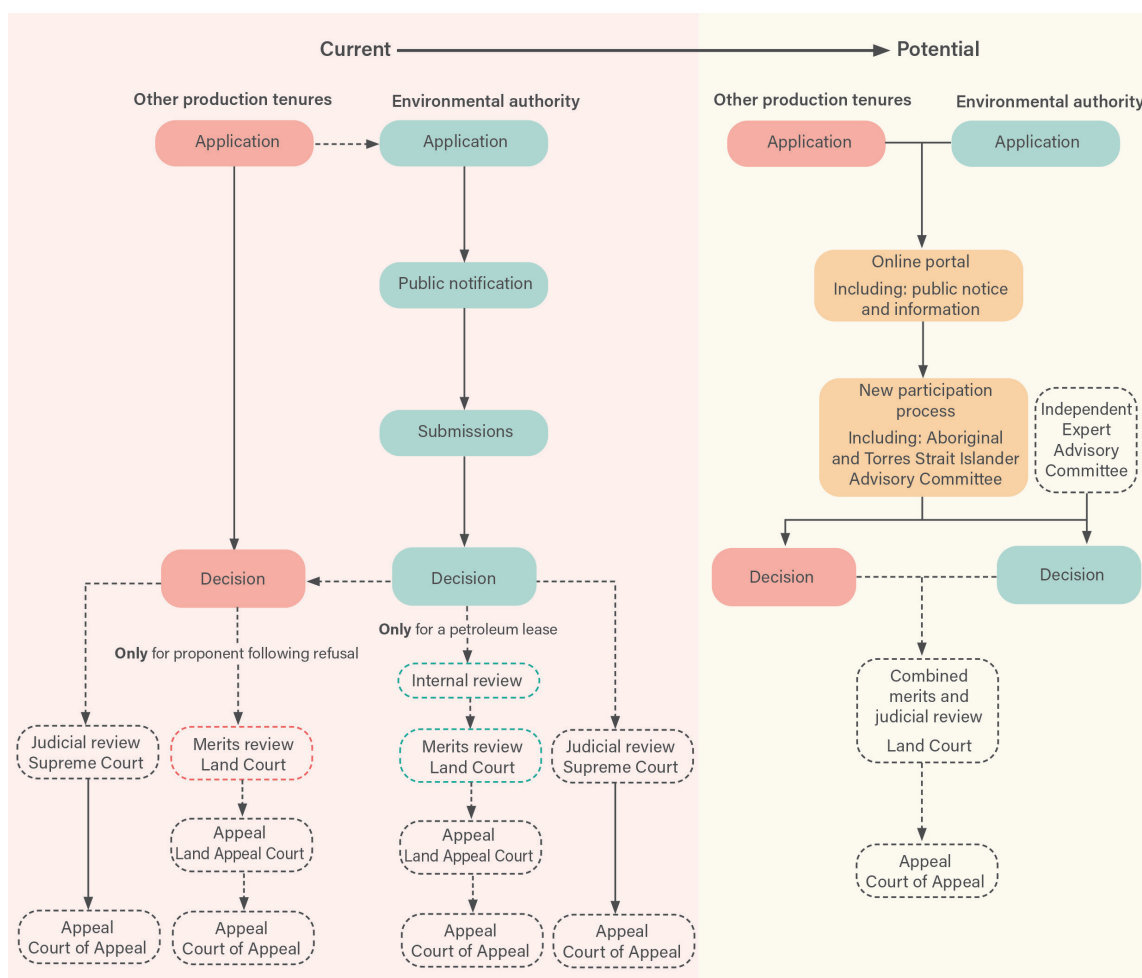 Current
Potential
Other production tenures
Environmental authority
Application
Application
Public notification
Submissions
Decision
Decision
Only for a petroleum lease
Only for proponent following refusal
Internal review
Judicial review
Supreme Court
Merits review
Land Court
Merits review
Land Court
Judicial review
Supreme Court
Appeal
Land Appeal Court
Appeal
Land Appeal Court
Appeal
Court of Appeal
Appeal
Court of Appeal
Appeal
Court of Appeal
Appeal
Court of Appeal
Other production tenures
Environmental authority
Application
Application
Online portal
Including: public notice
and information
New participation
process
Including: Aboriginal
and Torres Strait Islander
Advisory Committee
Independent
Expert
Advisory
Committee
Decision
Decision
Combined
merits and
judicial review
Land Court
Appeal
Court of Appeal